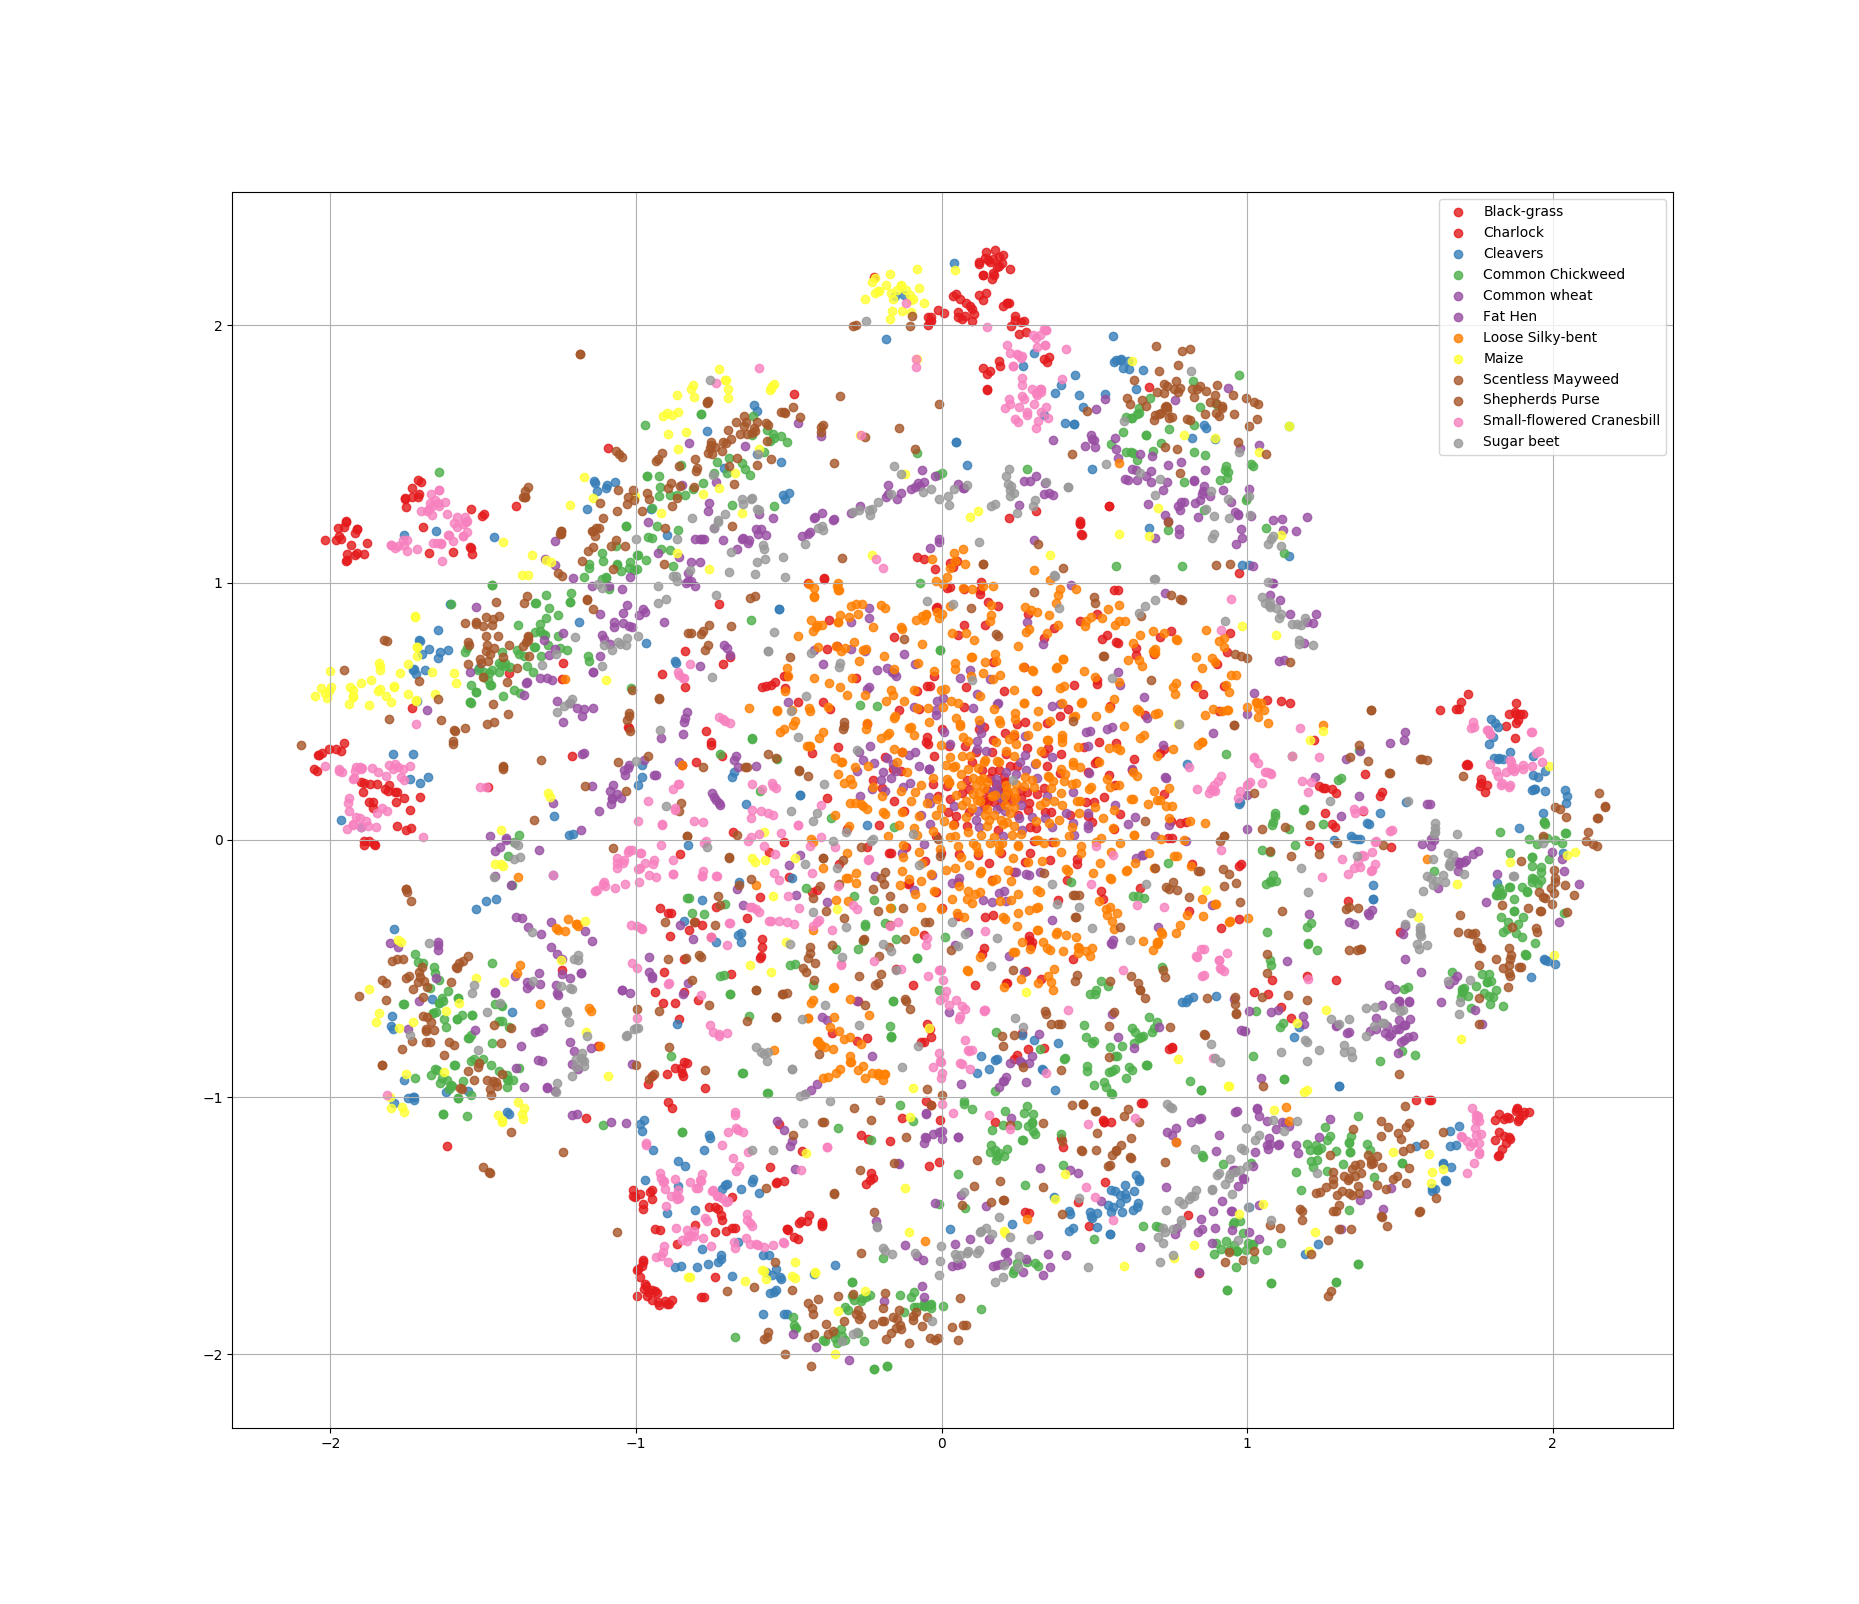 Black-grass
Charlock
Cleavers
Common Chickweed
Common wheat
Fat Hen
Loose Silky-bent
Maize
Scentless Mayweed
Shepherds Purse
Small-flowered Cranesbill
Sugar beet
2
1
0
−1
−2
−2
−1
0
1
2